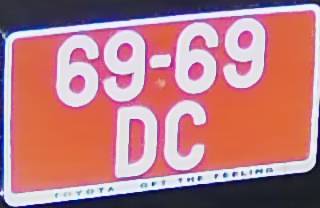 69-69
DC
TOYOTA GET THE FEELING